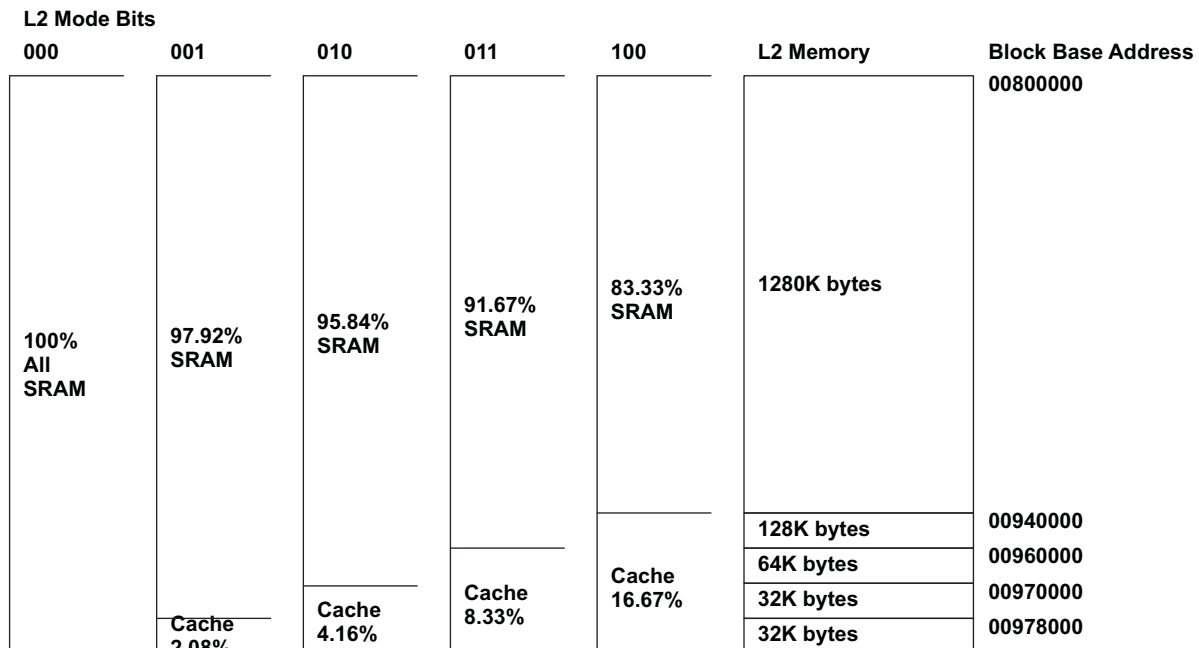 L2 Mode Bits
000 001 010 011 100 L2 Memory Block Base Address
00800000
100%
All
SRAM
97.92%
SRAM
95.84%
SRAM
91.67%
SRAM
83.33%
SRAM
1280K bytes
00940000
128K bytes
00960000
64K bytes
00970000
32K bytes
00978000
32K bytes
Cache
2.08%
Cache
4.16%
Cache
8.33%
Cache
16.67%